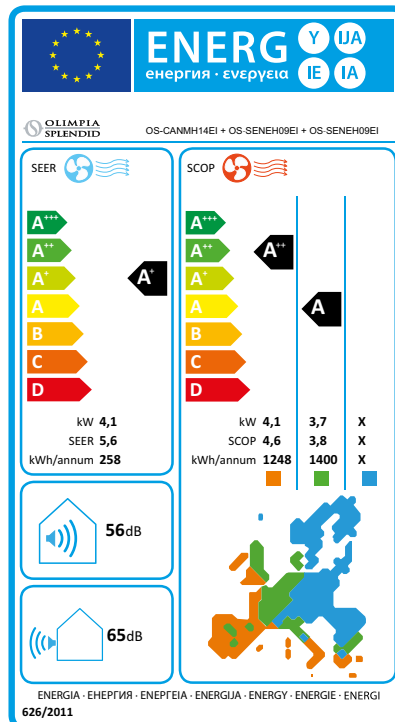 ENERG
енергия · ενεργεια
Y IJA
IE IA
OLIMPIA
SPLENDID
OS-CANMH14EI + OS-SENEH09EI + OS-SENEH09EI
SEER
A+++
A++
A+
A
B
C
D
A+
kW 4,1
SEER 5,6
kWh/annum 258
SCOP
A+++
A++
A+
A
B
C
D
A++
A
kW 4,1 3,7 X
SCOP 4,6 3,8 X
kWh/annum 1248 1400 X
56dB
65dB
ENERGIA · ЕНЕРГИЯ · ΕΝΕΡΓΕΙΑ · ENERGIJA · ENERGY · ENERGIE · ENERGI
626/2011